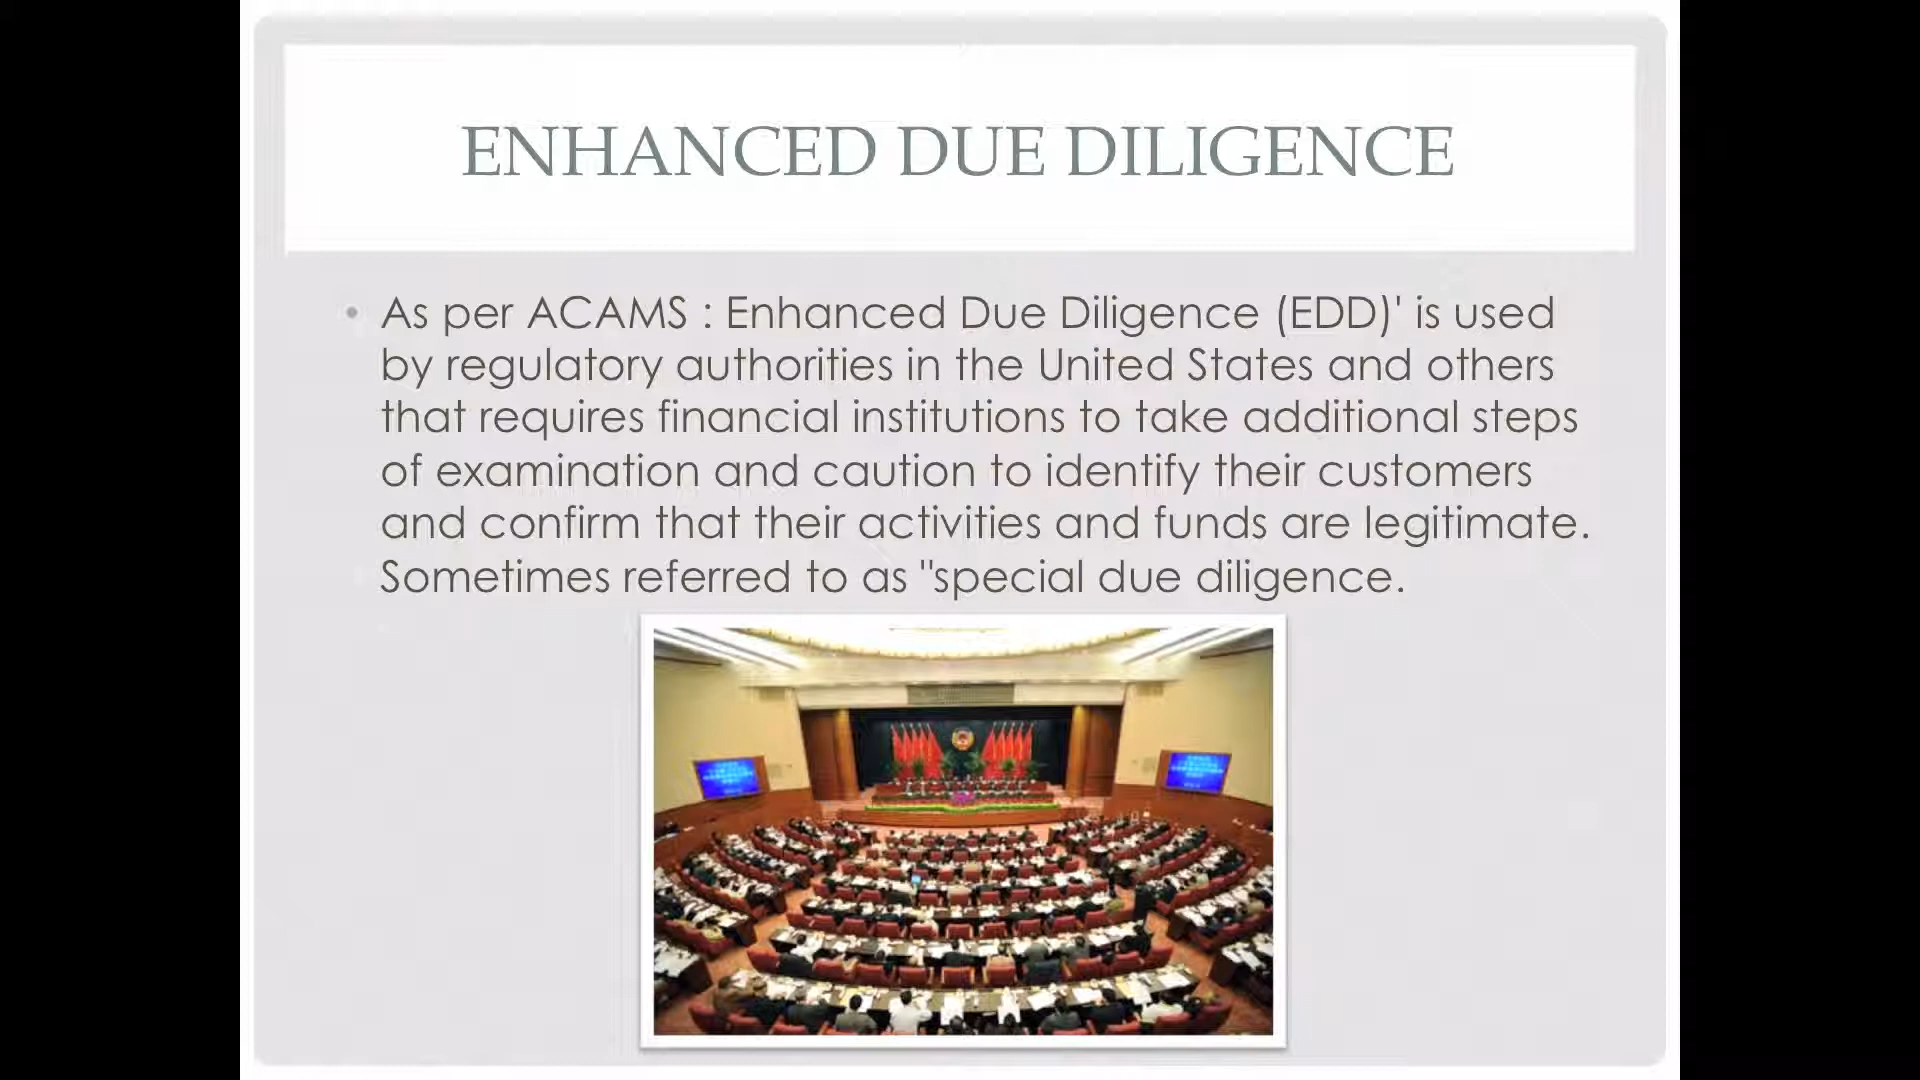 ENHANCED DUE DILIGENCE
• As per ACAMS : Enhanced Due Diligence (EDD)' is used
by regulatory authorities in the United States and others
that requires financial institutions to take additional steps
of examination and caution to identify their customers
and confirm that their activities and funds are legitimate.
Sometimes referred to as "special due diligence.